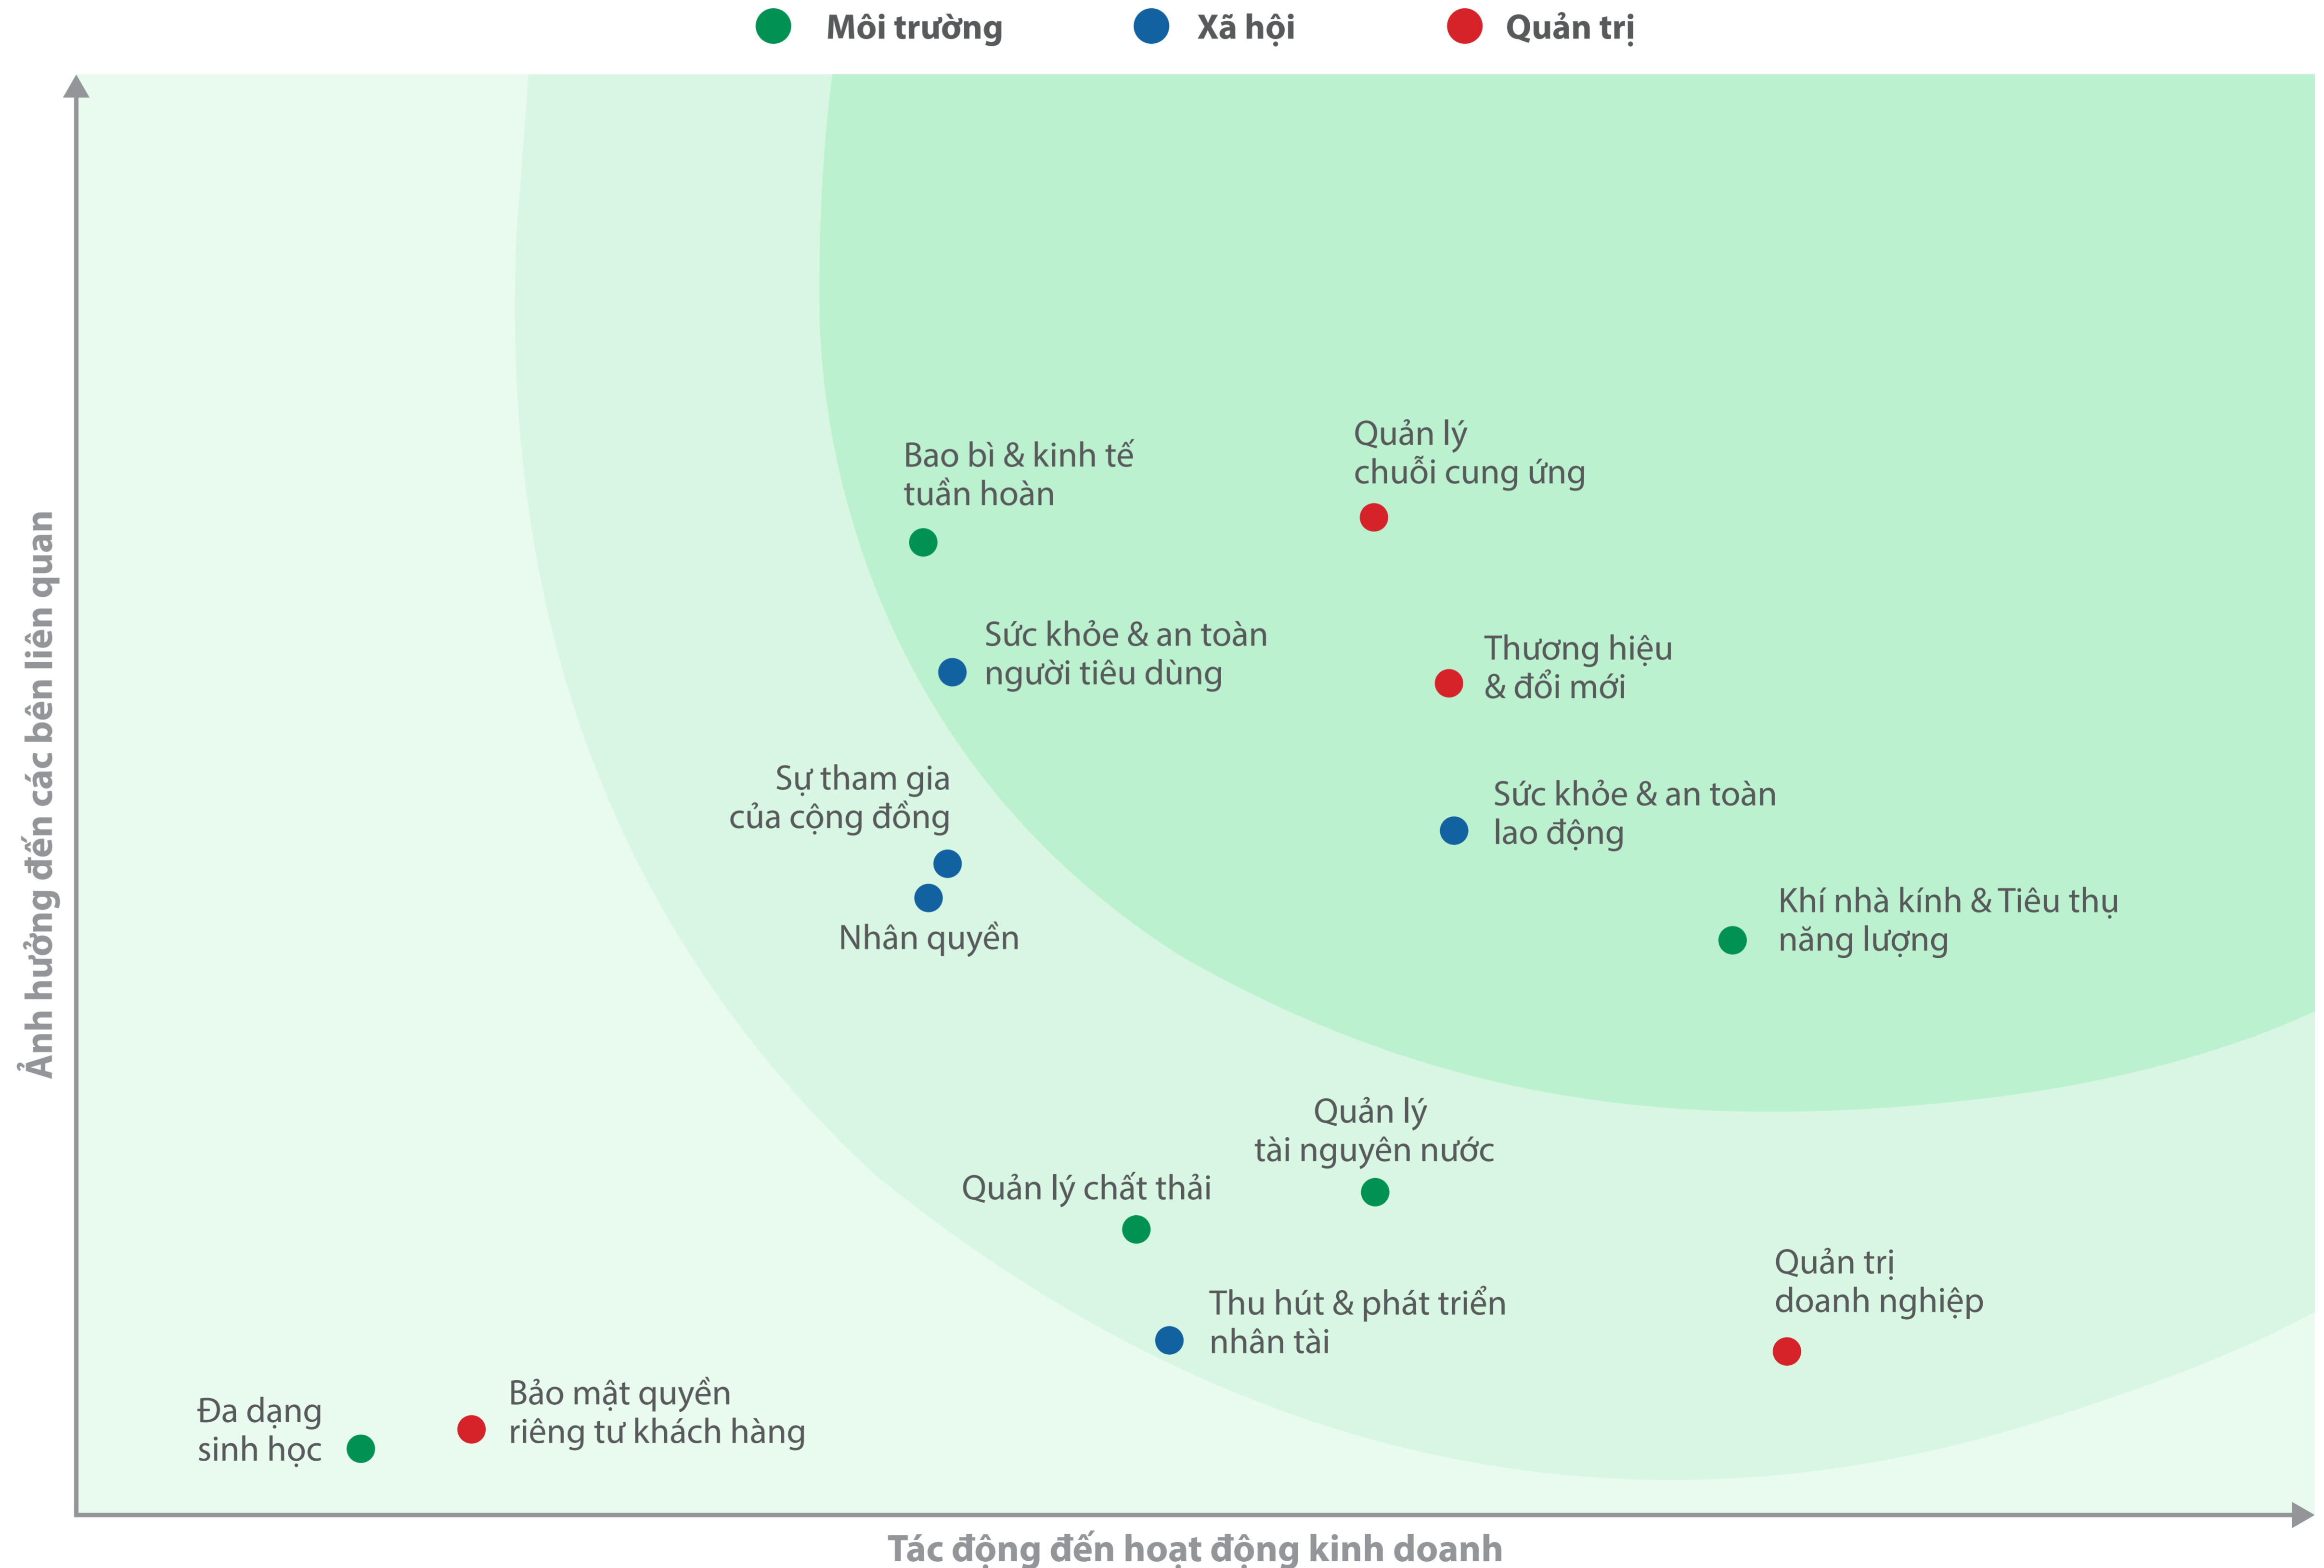 Môi trường
Xã hội
Quản trị
Ảnh hưởng đến các bên liên quan
Bao bì & kinh tế
tuần hoàn
Quản lý
chuỗi cung ứng
Sức khỏe & an toàn
người tiêu dùng
Thương hiệu
& đổi mới
Sự tham gia
của cộng đồng
Sức khỏe & an toàn
lao động
Nhân quyền
Khí nhà kính & Tiêu thụ
năng lượng
Quản lý
tài nguyên nước
Quản lý chất thải
Quản trị
doanh nghiệp
Thu hút & phát triển
nhân tài
Đa dạng
sinh học
Bảo mật quyền
riêng tư khách hàng
Tác động đến hoạt động kinh doanh